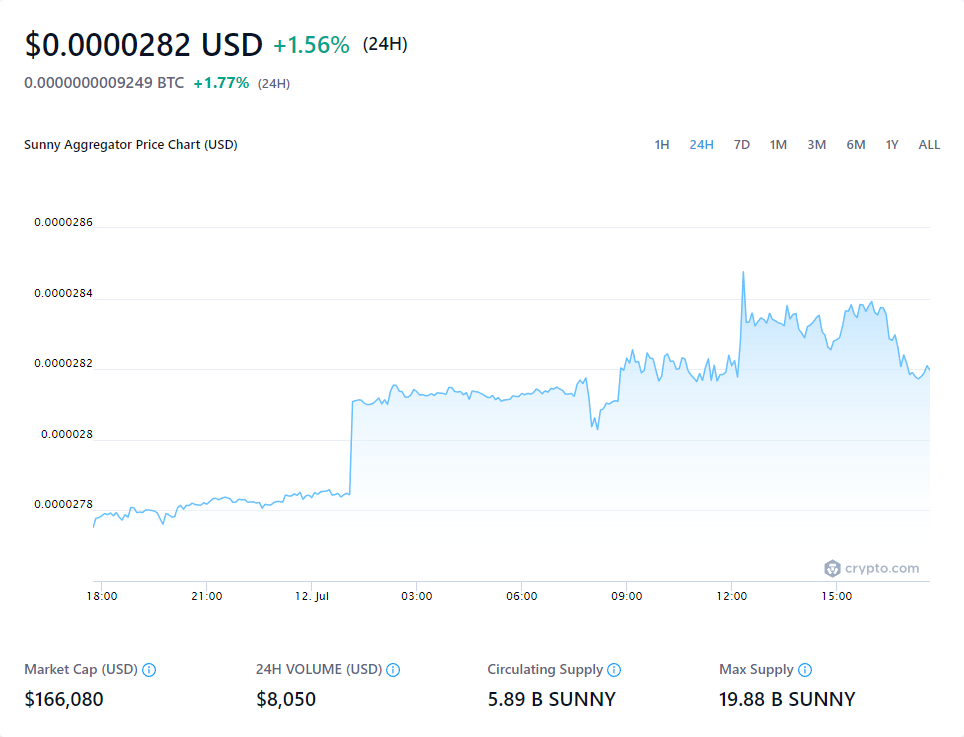 $0.0000282 USD +1.56% (24H)
0.0000000009249 BTC +1.77% (24H)
Sunny Aggregator Price Chart (USD) 1H 24H 7D 1M 3M 6M 1Y ALL
0.0000286
0.0000284
0.0000282
0.000028
0.0000278
crypto.com
18:00 21:00 12. Jul 03:00 06:00 09:00 12:00 15:00
Market Cap (USD) 24H VOLUME (USD) Circulating Supply Max Supply
$166,080 $8,050 5.89 B SUNNY 19.88 B SUNNY